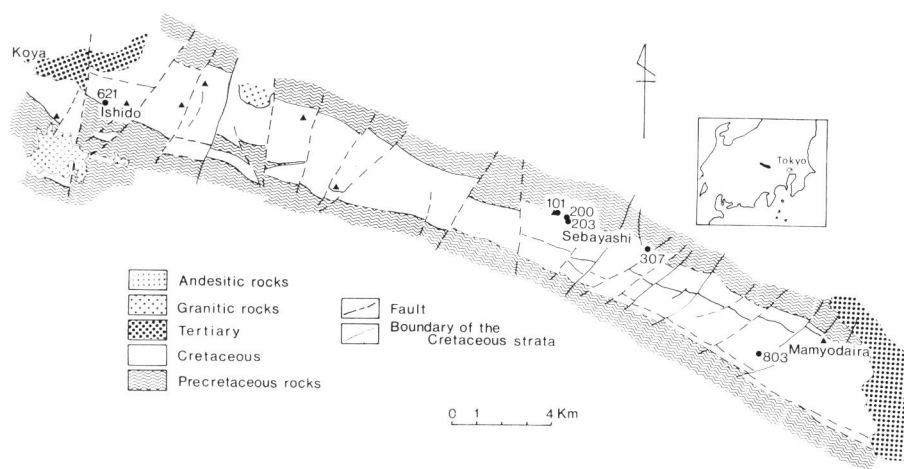 Koya
621
Ishido
Tokyo
101
200
203
Sebayashi
307
Andesitic rocks
Granitic rocks
Tertiary
Cretaceous
Precretaceous rocks
Fault
Boundary of the
Cretaceous strata
803
Mamyodaira
0 1 4 Km